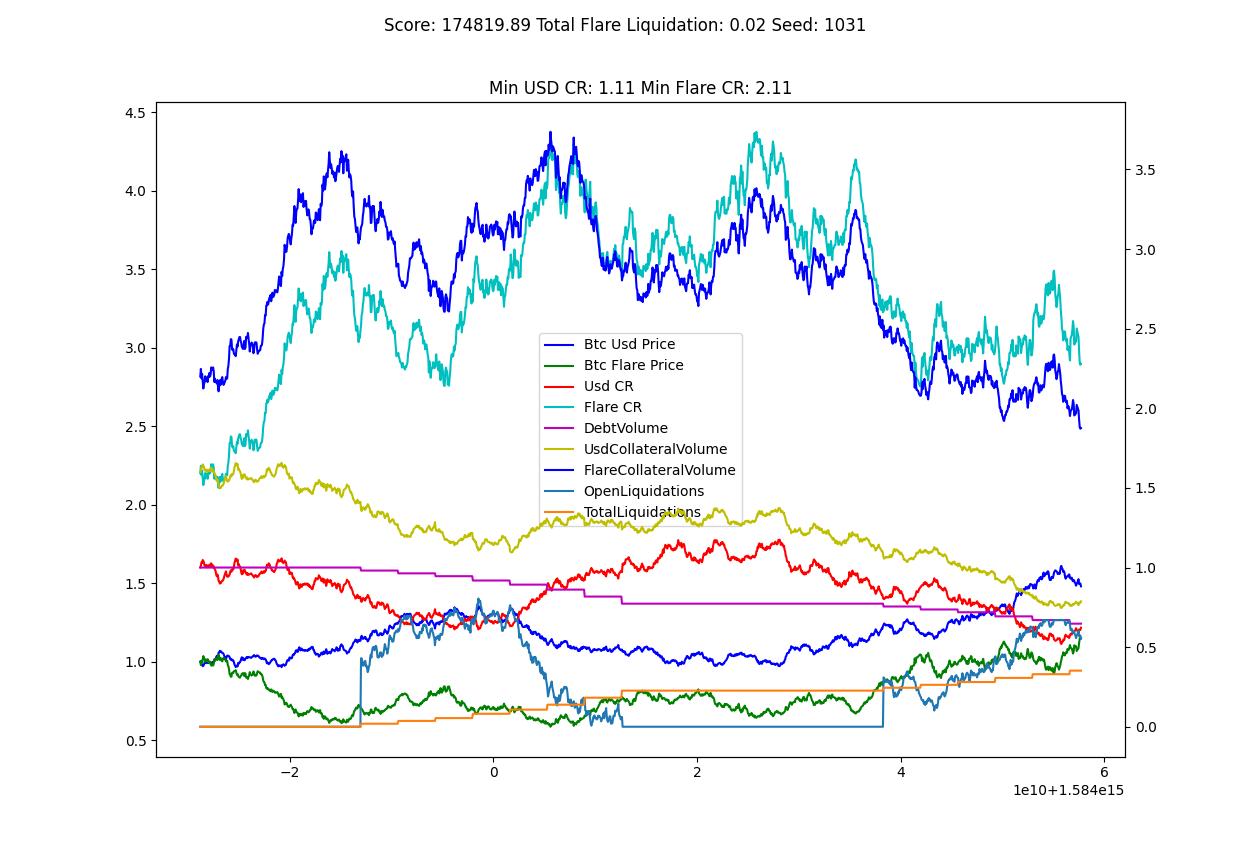 Score: 174819.89 Total Flare Liquidation: 0.02 Seed: 1031
Min USD CR: 1.11 Min Flare CR: 2.11
4.5
4.0
3.5
3.0
2.5
2.0
1.5
1.0
0.5
3.5
3.0
2.5
2.0
1.5
1.0
0.5
0.0
Btc Usd Price
Btc Flare Price
Usd CR
Flare CR
DebtVolume
UsdCollateralVolume
FlareCollateralVolume
OpenLiquidations
TotalLiquidations
−2 0 2 4 6
1e10+1.584e15